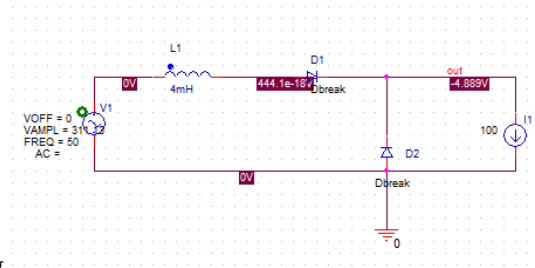 L1
D1
out
0V
4mH
444.1e-18V
Dbreak
-4.889V
V1
VOFF = 0
VAMPL = 311.13
FREQ = 50
AC =
100
I1
D2
0V
Dbreak
0